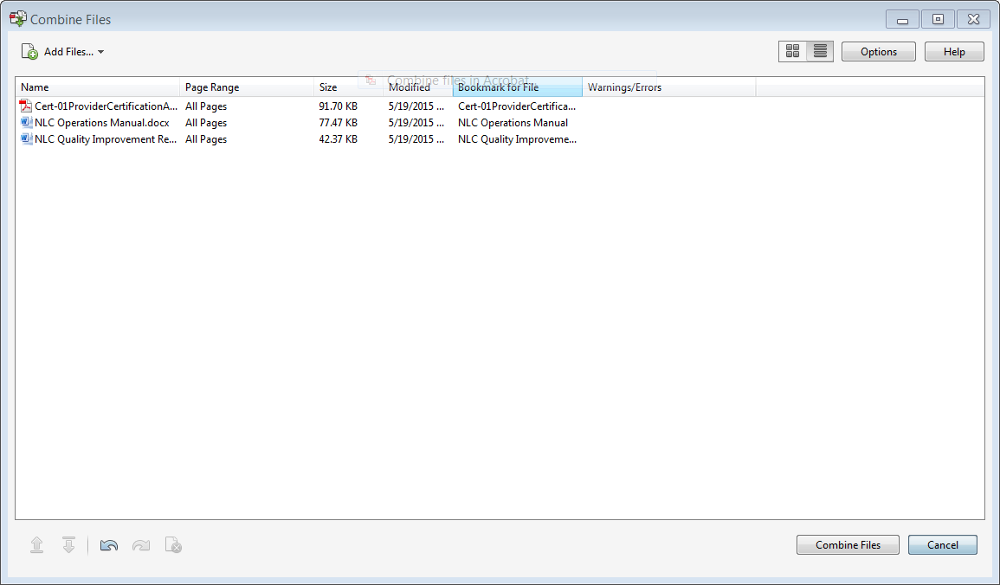 Combine Files
Add Files...
Options
Help
Combine files in Acrobat...
Name Page Range Size Modified Bookmark for File Warnings/Errors
Cert-01ProviderCertificationA... All Pages 91.70 KB 5/19/2015 ... Cert-01ProviderCertifica...
NLC Operations Manual.docx All Pages 77.47 KB 5/19/2015 ... NLC Operations Manual
NLC Quality Improvement Re... All Pages 42.37 KB 5/19/2015 ... NLC Quality Improveme...
Combine Files
Cancel